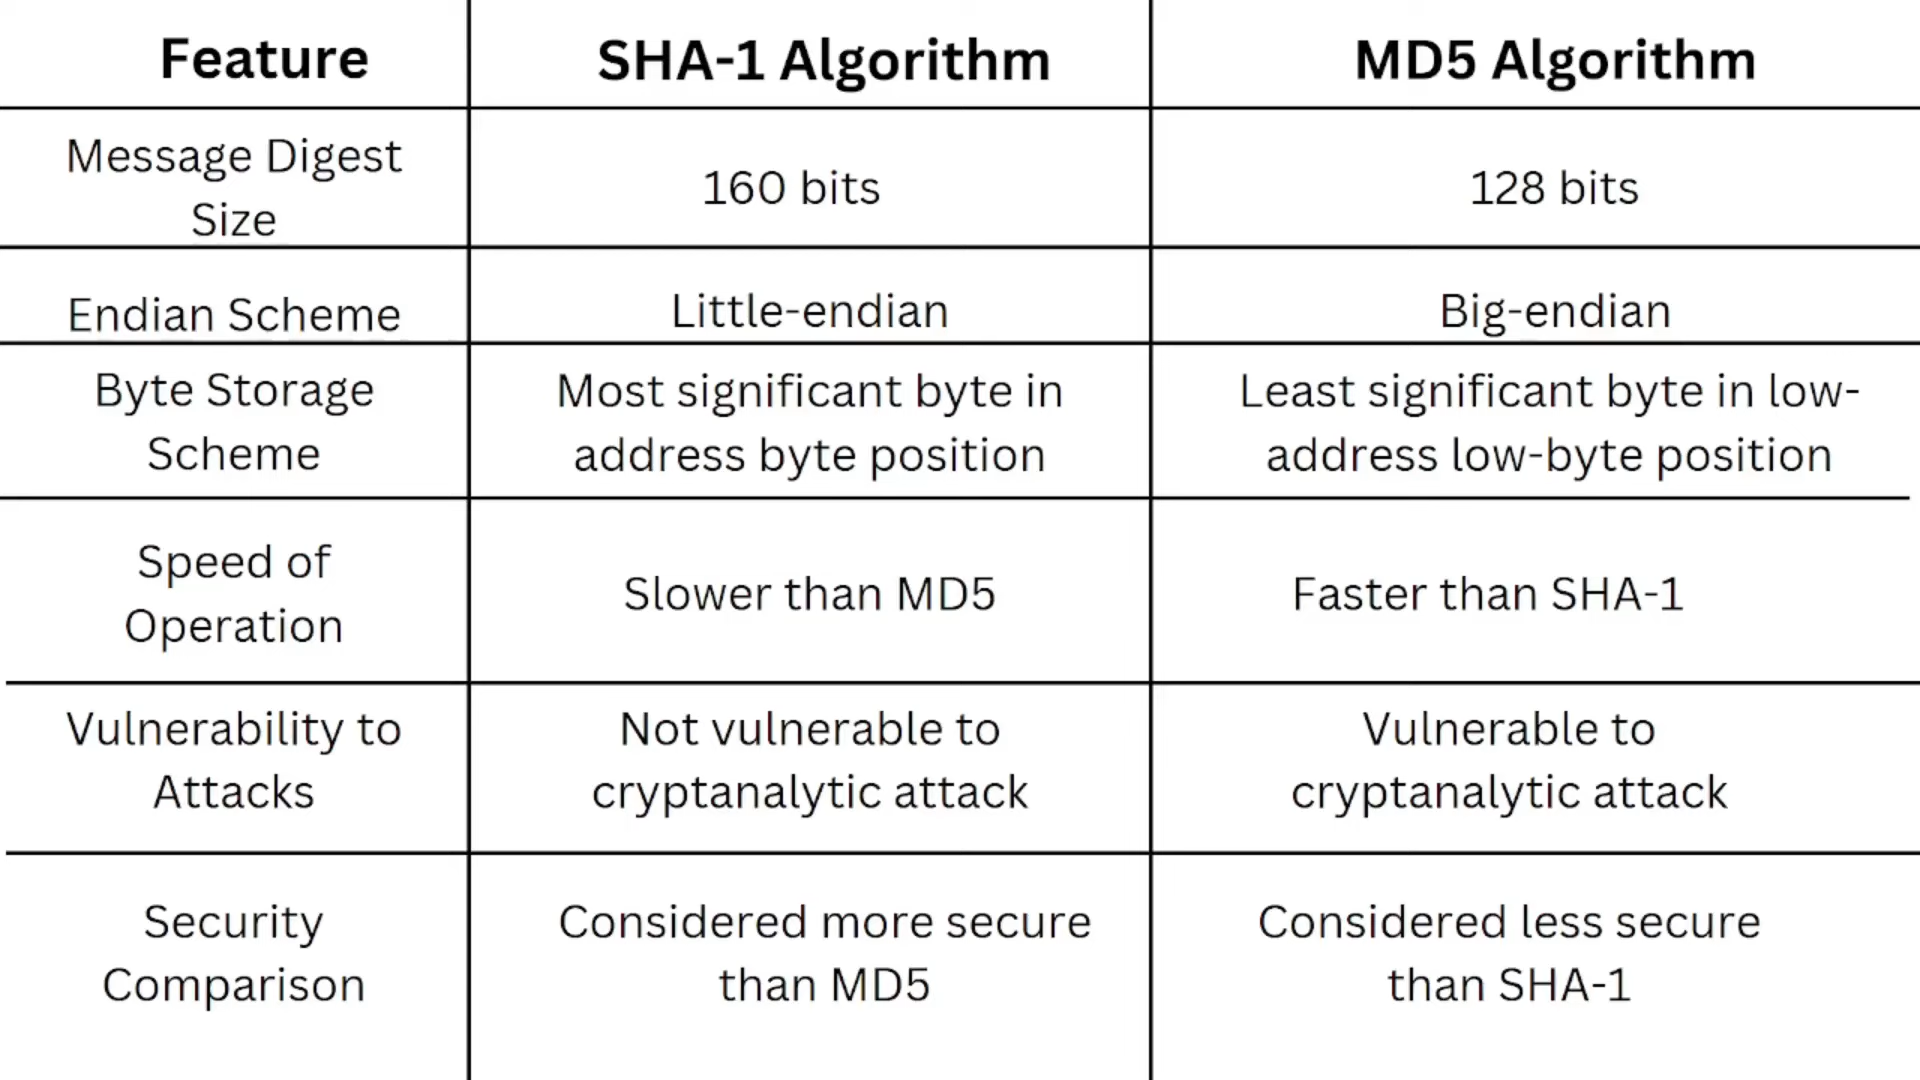 Feature
SHA-1 Algorithm
MD5 Algorithm
Message Digest
Size
160 bits
128 bits
Endian Scheme
Little-endian
Big-endian
Byte Storage
Scheme
Most significant byte in
address byte position
Least significant byte in low-
address low-byte position
Speed of
Operation
Slower than MD5
Faster than SHA-1
Vulnerability to
Attacks
Not vulnerable to
cryptanalytic attack
Vulnerable to
cryptanalytic attack
Security
Comparison
Considered more secure
than MD5
Considered less secure
than SHA-1